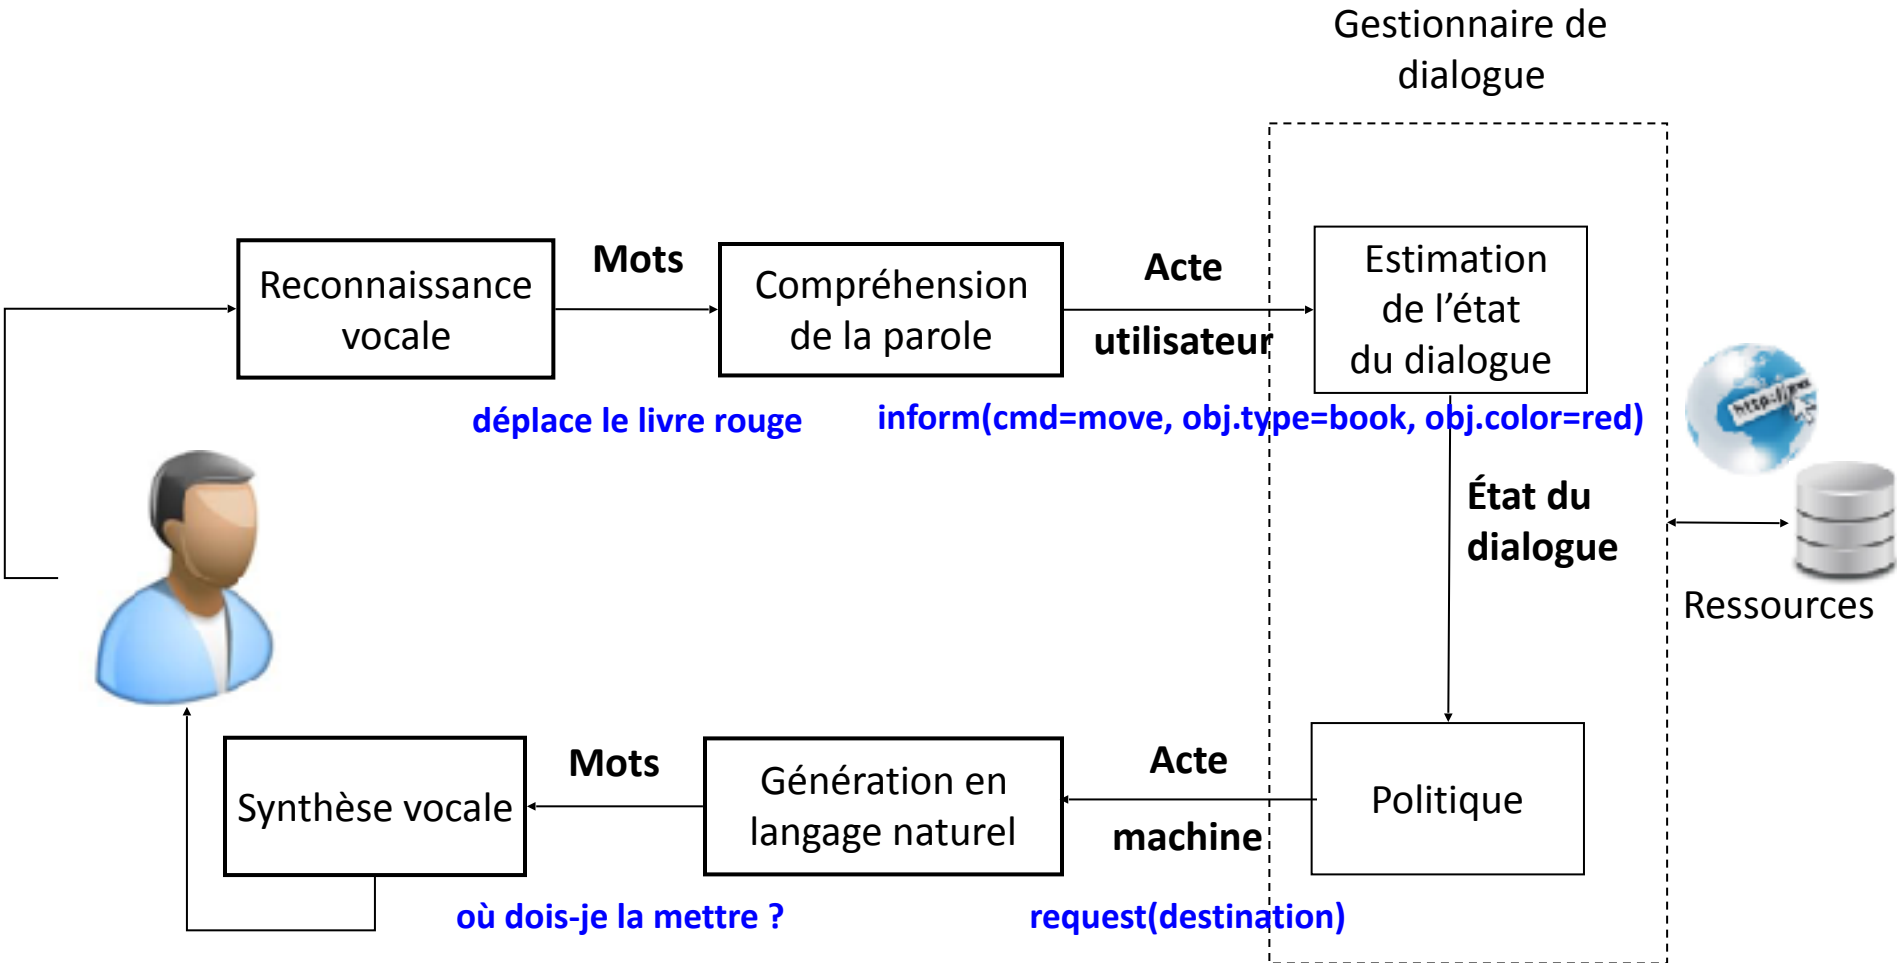 Gestionnaire de
dialogue
Reconnaissance
vocale
Mots
Compréhension
de la parole
Acte
utilisateur
Estimation
de l'état
du dialogue
déplace le livre rouge
inform(cmd=move, obj.type=book, obj.color=red)
État du
dialogue
Ressources
Synthèse vocale
Mots
Génération en
langage naturel
Acte
machine
Politique
où dois-je la mettre ?
request(destination)